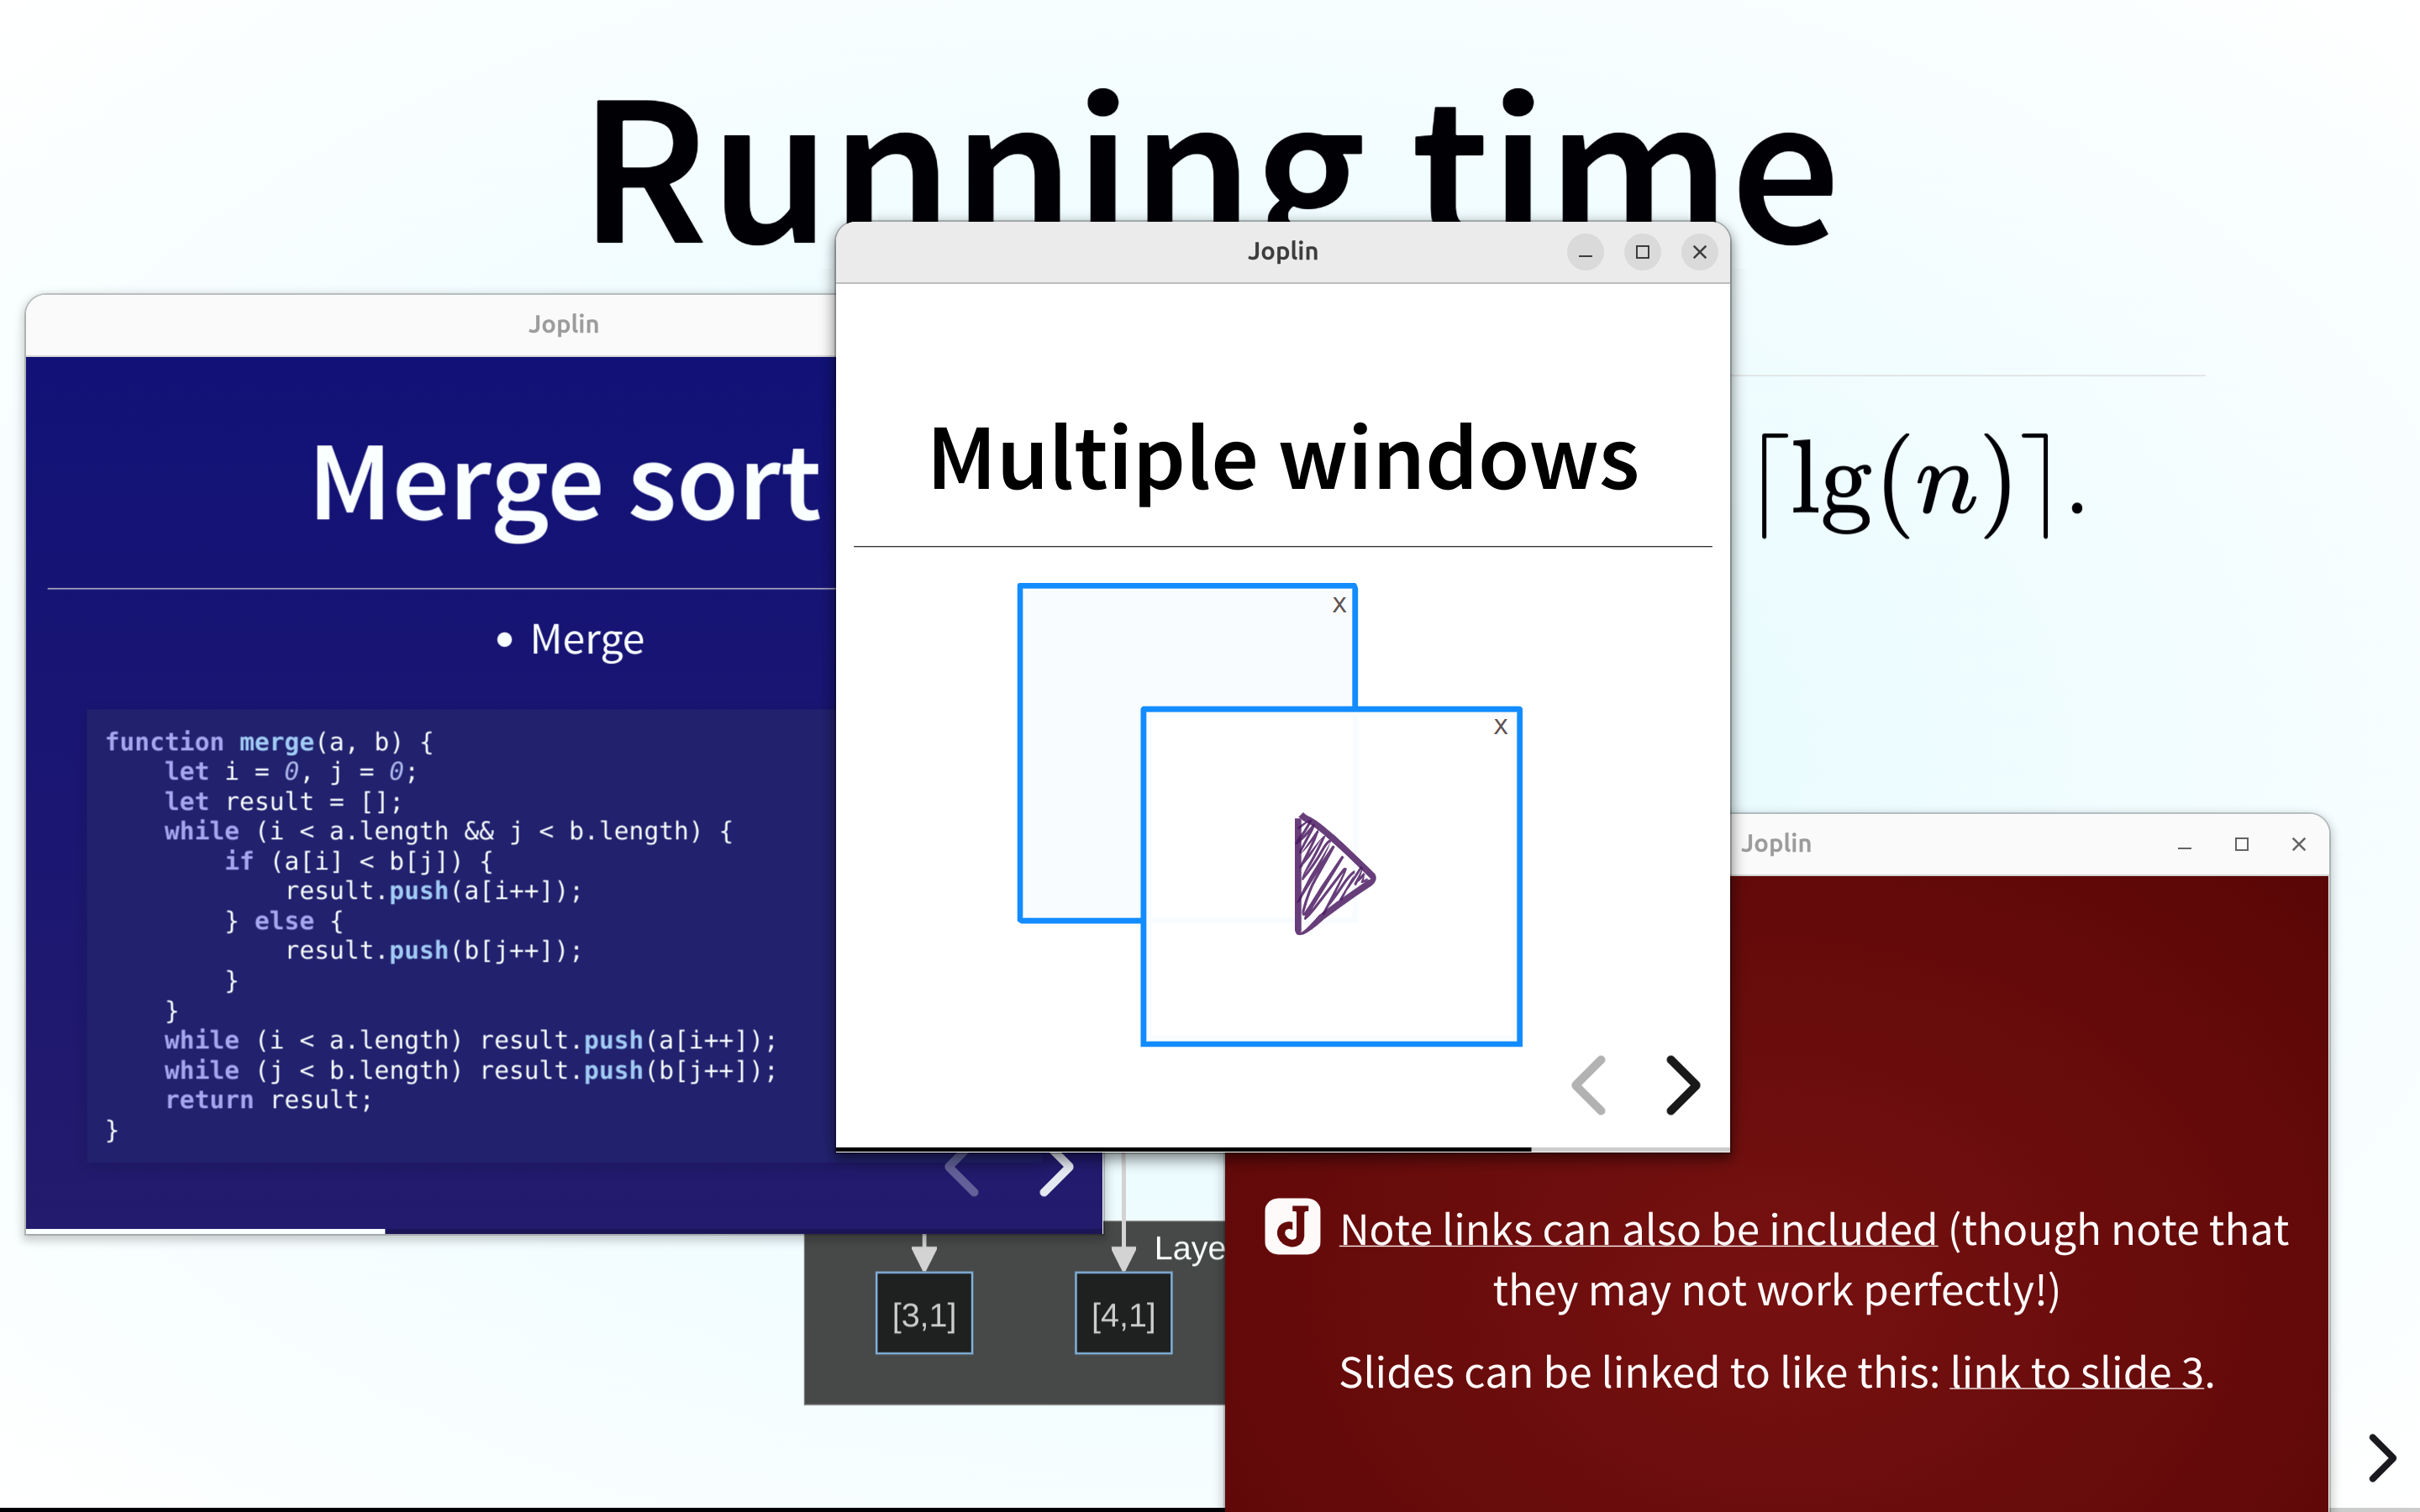 Running time
Joplin
Joplin
Merge sort
• Merge
function merge(a, b) {
    let i = 0, j = 0;
    let result = [];
    while (i < a.length && j < b.length) {
        if (a[i] < b[j]) {
            result.push(a[i++]);
        } else {
            result.push(b[j++]);
        }
    }
    while (i < a.length) result.push(a[i++]);
    while (j < b.length) result.push(b[j++]);
    return result;
}
Multiple windows
x
x
⌈lg(n)⌉.
Joplin
[3,1]
[4,1]
J Note links can also be included (though note that
they may not work perfectly!)
Slides can be linked to like this: link to slide 3.